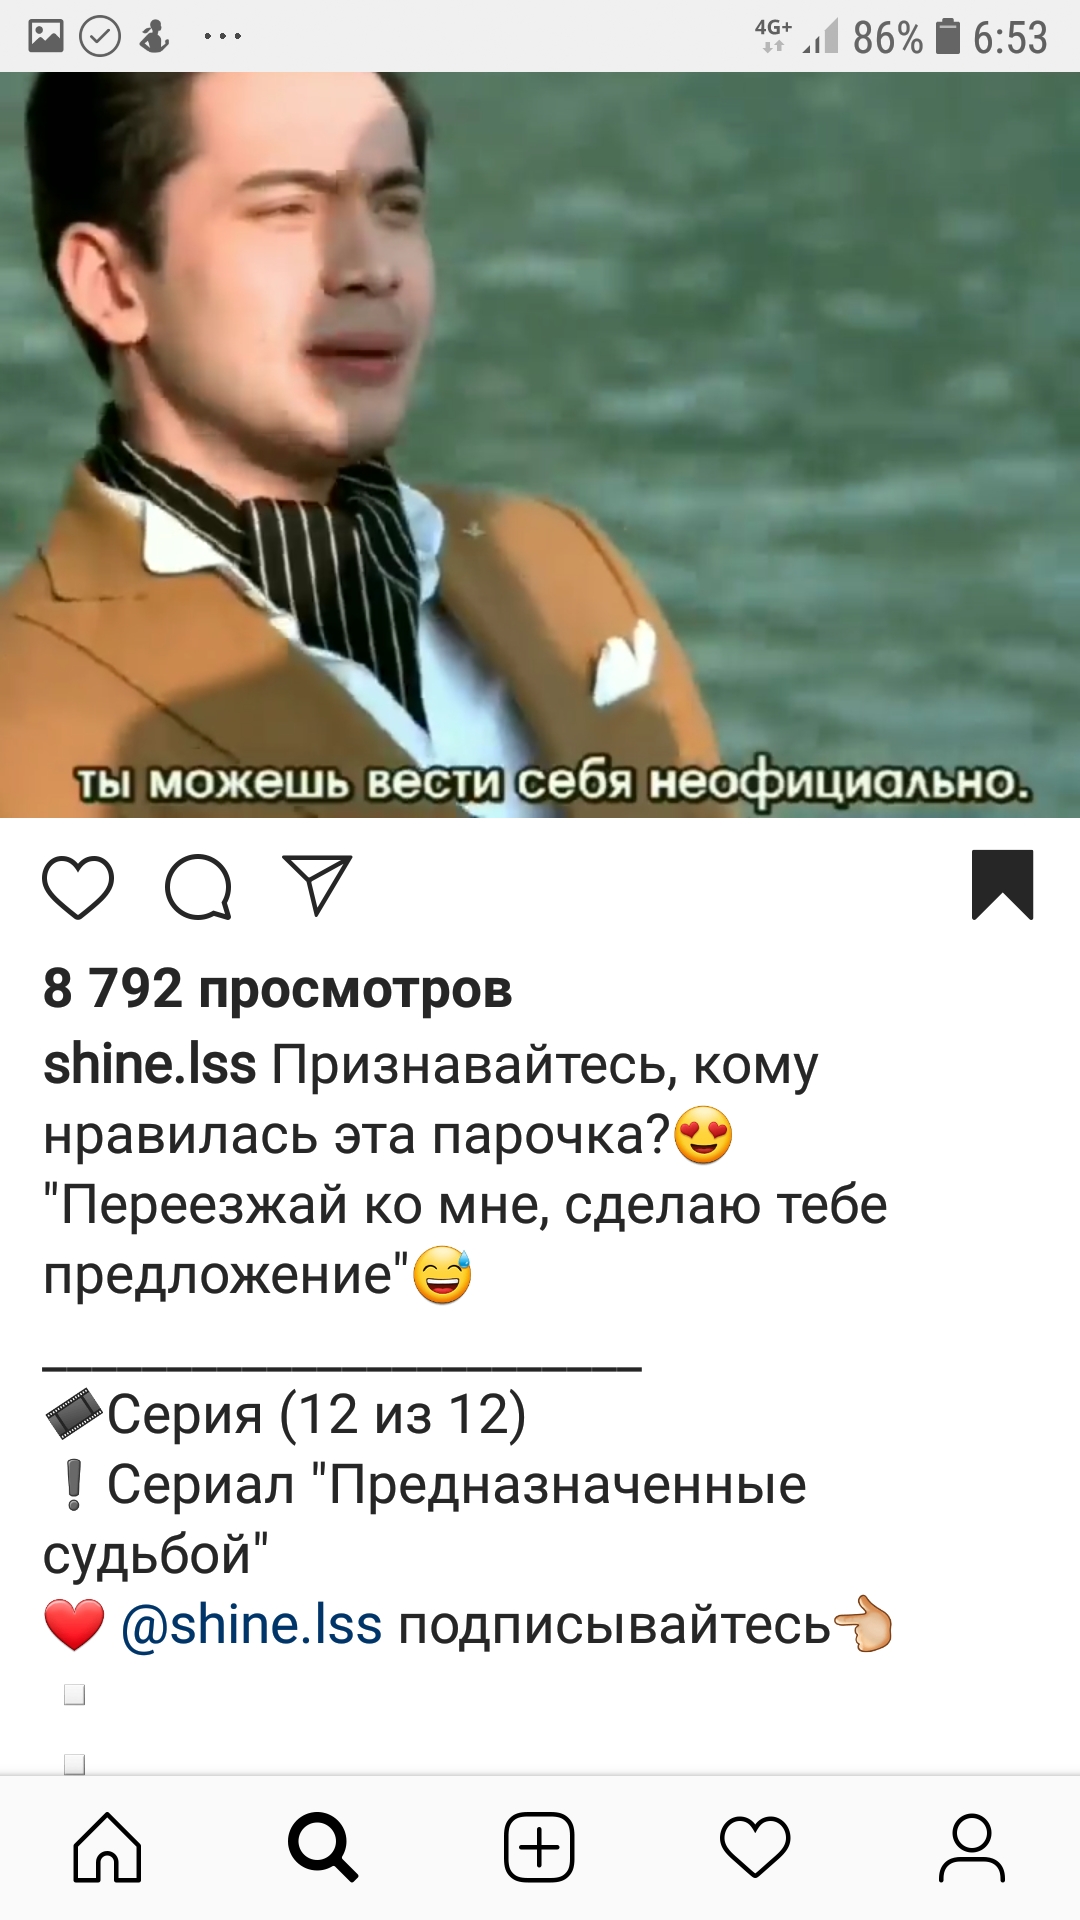 4G+ 86% 6:53
ты можешь вести себя неофициально.
8 792 просмотров
shine.lss Признавайтесь, кому
нравилась эта парочка?😍
"Переезжай ко мне, сделаю тебе
предложение"😅
________________________
🎞Серия (12 из 12)
❕Сериал "Предназначенные
судьбой"
❤ @shine.lss подписывайтесь👈🏻
▫
▫